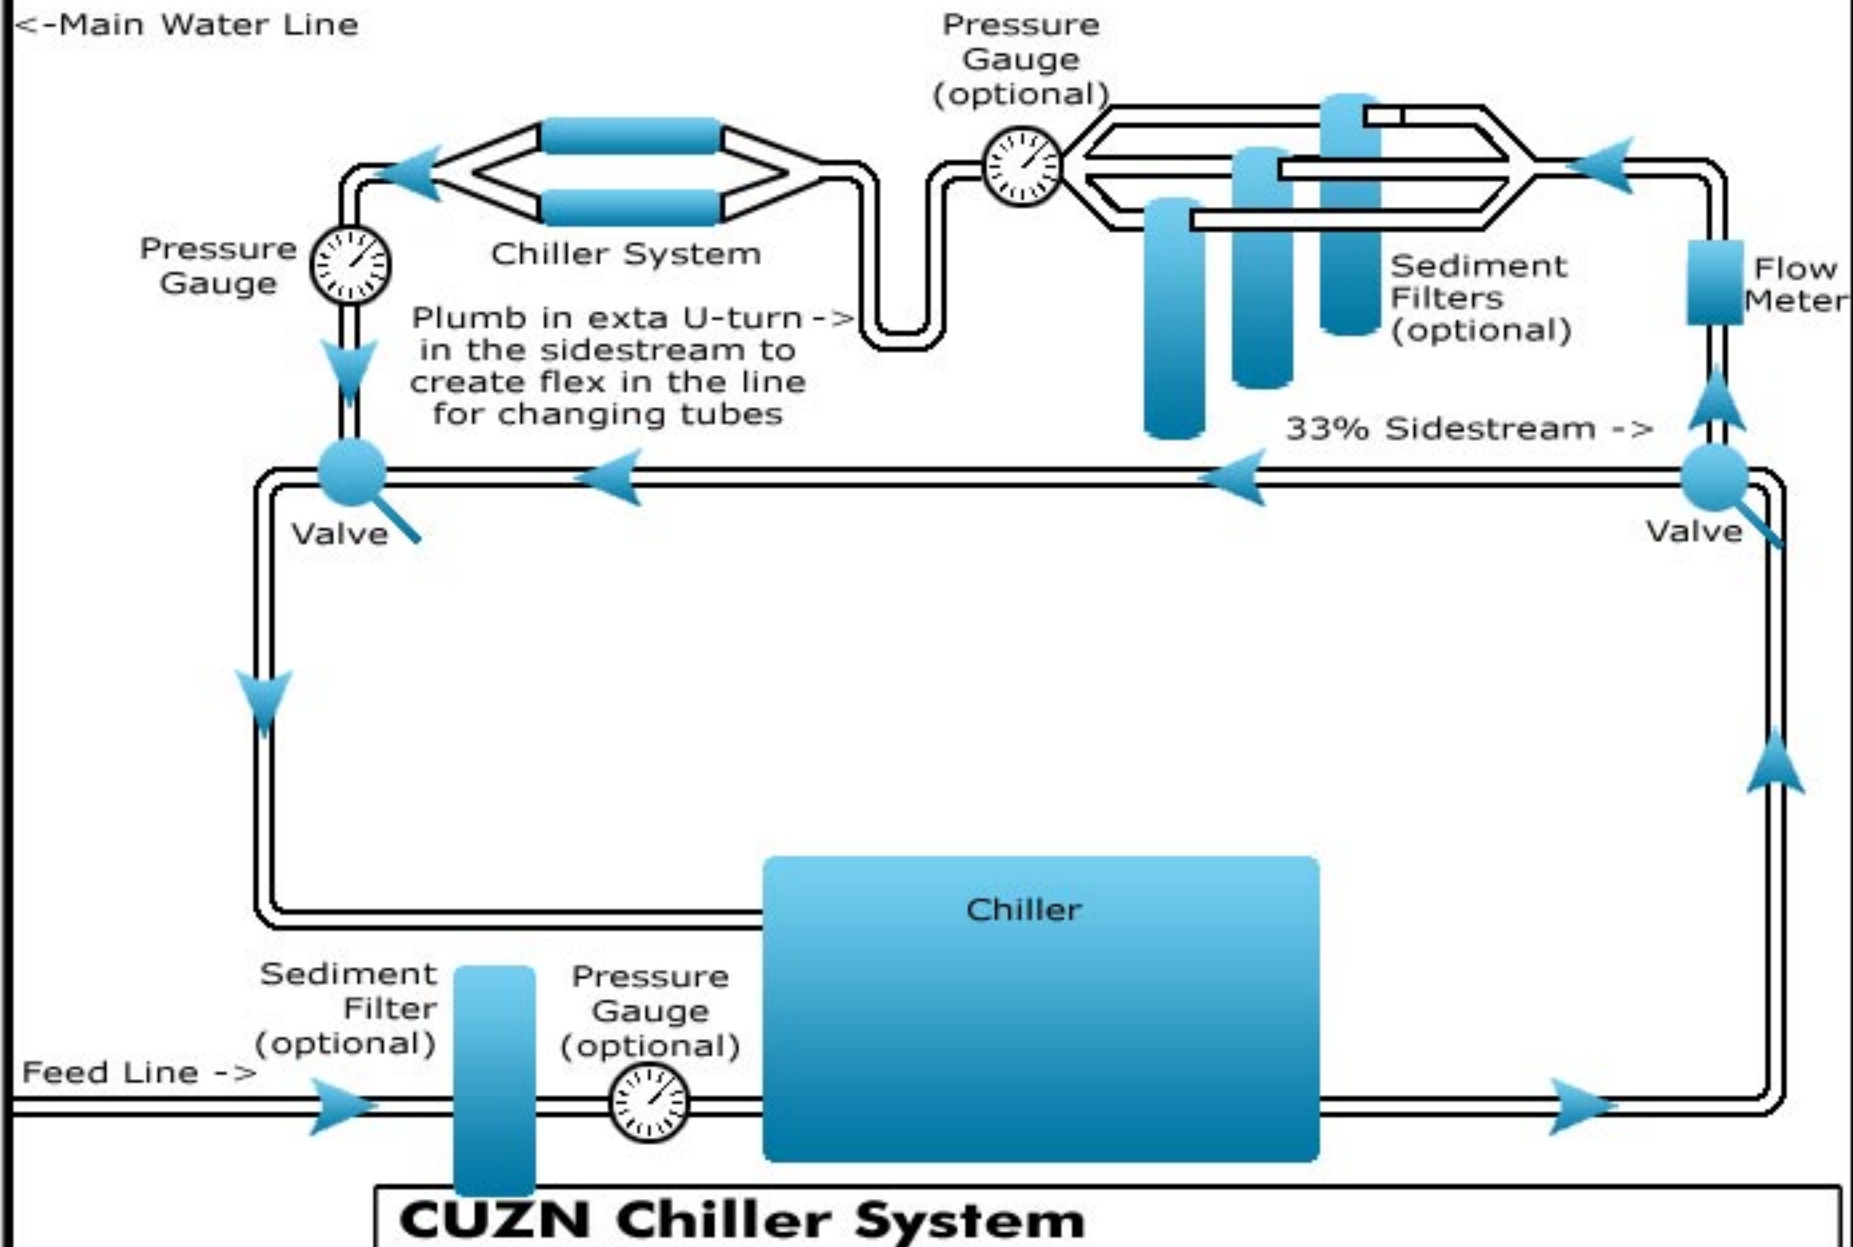 <-Main Water Line
Pressure
Gauge
(optional)
Pressure
Gauge
Chiller System
Plumb in exta U-turn ->
in the sidestream to
create flex in the line
for changing tubes
Sediment
Filters
(optional)
Flow
Meter
33% Sidestream ->
Valve
Valve
Chiller
Sediment
Filter
(optional)
Pressure
Gauge
(optional)
Feed Line ->
CUZN Chiller System